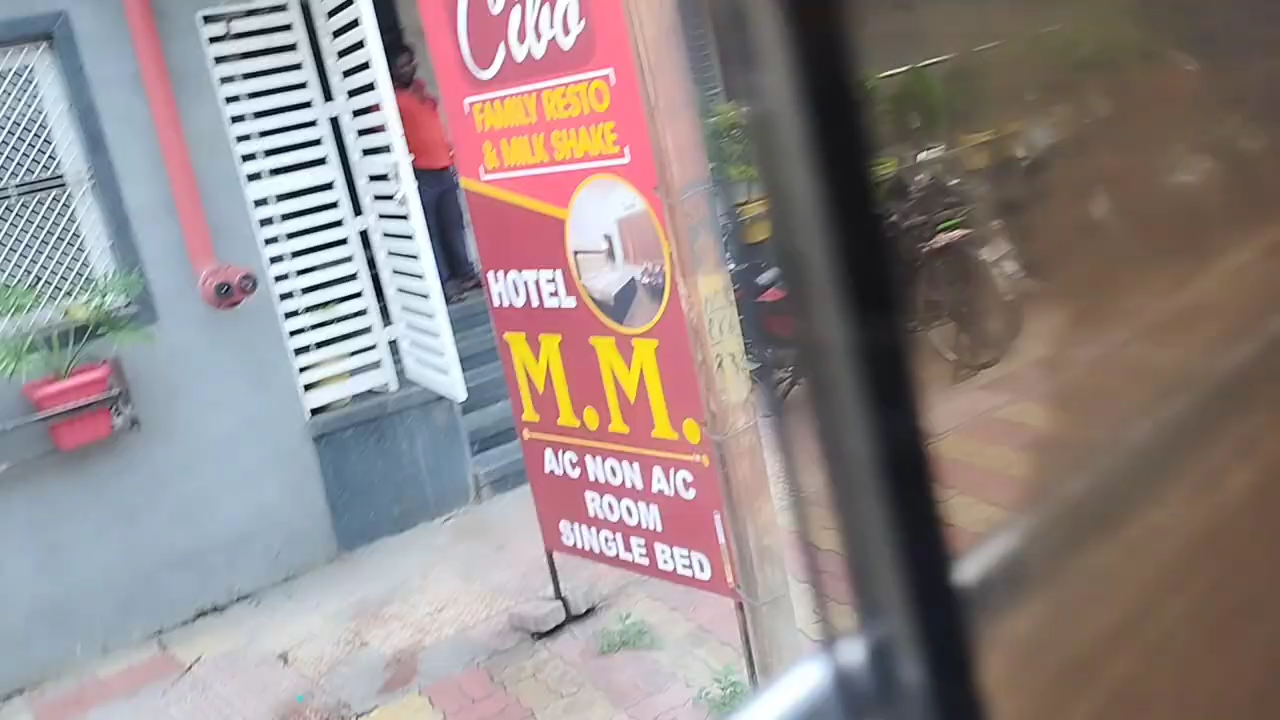 Cibo
FAMILY RESTO
& MILK SHAKE
HOTEL
M.M.
A/C NON A/C
ROOM
SINGLE BED